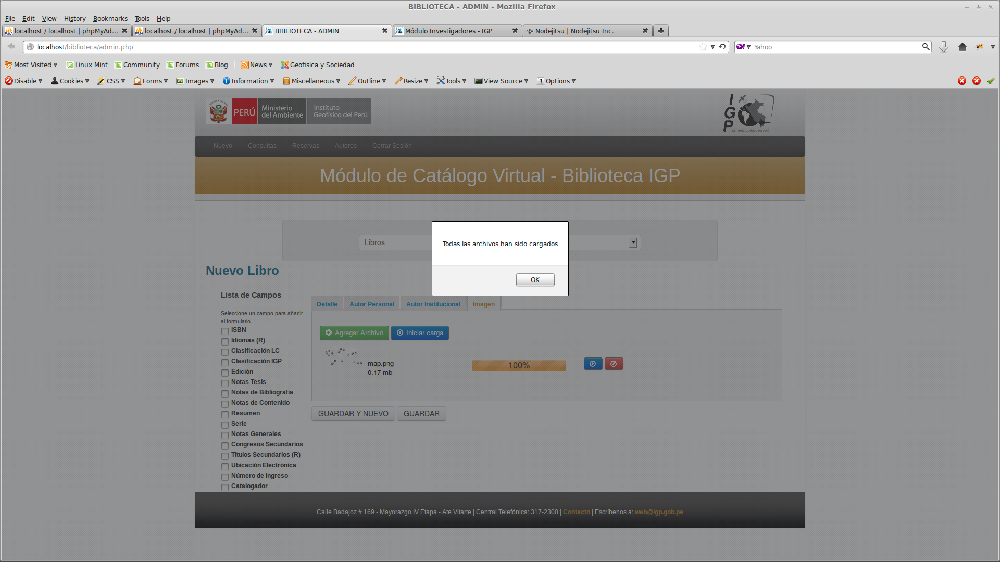 BIBLIOTECA - ADMIN - Mozilla Firefox
File Edit View History Bookmarks Tools Help
PMA localhost / localhost | phpMyAd... PMA localhost / localhost | phpMyAd... BIBLIOTECA - ADMIN Módulo Investigadores - IGP Nodejitsu | Nodejitsu Inc.
localhost/biblioteca/admin.php Yahoo
Most Visited Linux Mint Community Forums Blog News Geofisica y Sociedad
Disable Cookies CSS Forms Images Information Miscellaneous Outline Resize Tools View Source Options
PERÚ
Ministerio
del Ambiente
Instituto
Geofísico del Perú
IGP
Nuevo Consultas Reservas Autores Cerrar Sesión
Módulo de Catálogo Virtual - Biblioteca IGP
Libros
Todas las archivos han sido cargados
OK
Nuevo Libro
Lista de Campos
Seleccione un campo para añadir
al formulario.
ISBN
Idiomas (R)
Clasificación LC
Clasificación IGP
Edición
Notas Tesis
Notas de Bibliografía
Notas de Contenido
Resumen
Serie
Notas Generales
Congresos Secundarios
Titulos Secundarios (R)
Ubicación Electrónica
Número de Ingreso
Catalogador
Detalle Autor Personal Autor Institucional Imagen
Agregar Archivo Iniciar carga
map.png
0.17 mb
100%
GUARDAR Y NUEVO GUARDAR
Calle Badajoz # 169 - Mayorazgo IV Etapa - Ate Vitarte | Central Telefónica: 317-2300 | Contacto | Escríbenos a: web@igp.gob.pe